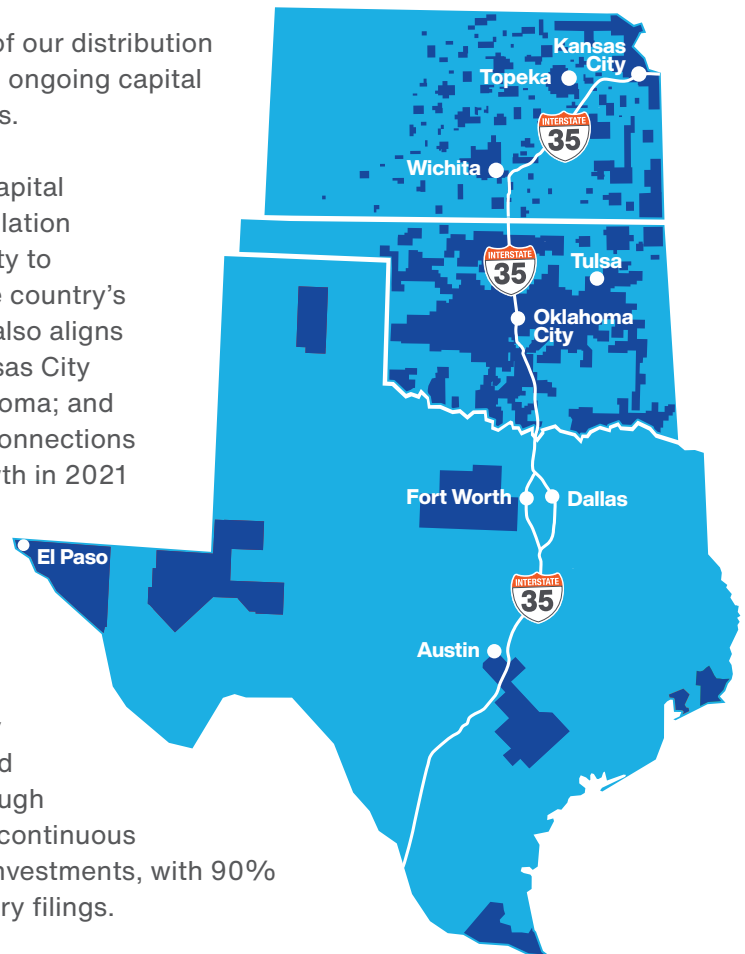 of our distribution
ongoing capital
s.
apital
lation
ty to
e country's
also aligns
sas City
oma; and
onnections
th in 2021
d
ugh
continuous
nvestments, with 90%
ry filings.
Kansas
City
Topeka
INTERSTATE
35
Wichita
INTERSTATE
35
Tulsa
Oklahoma
City
Fort Worth
Dallas
El Paso
INTERSTATE
35
Austin